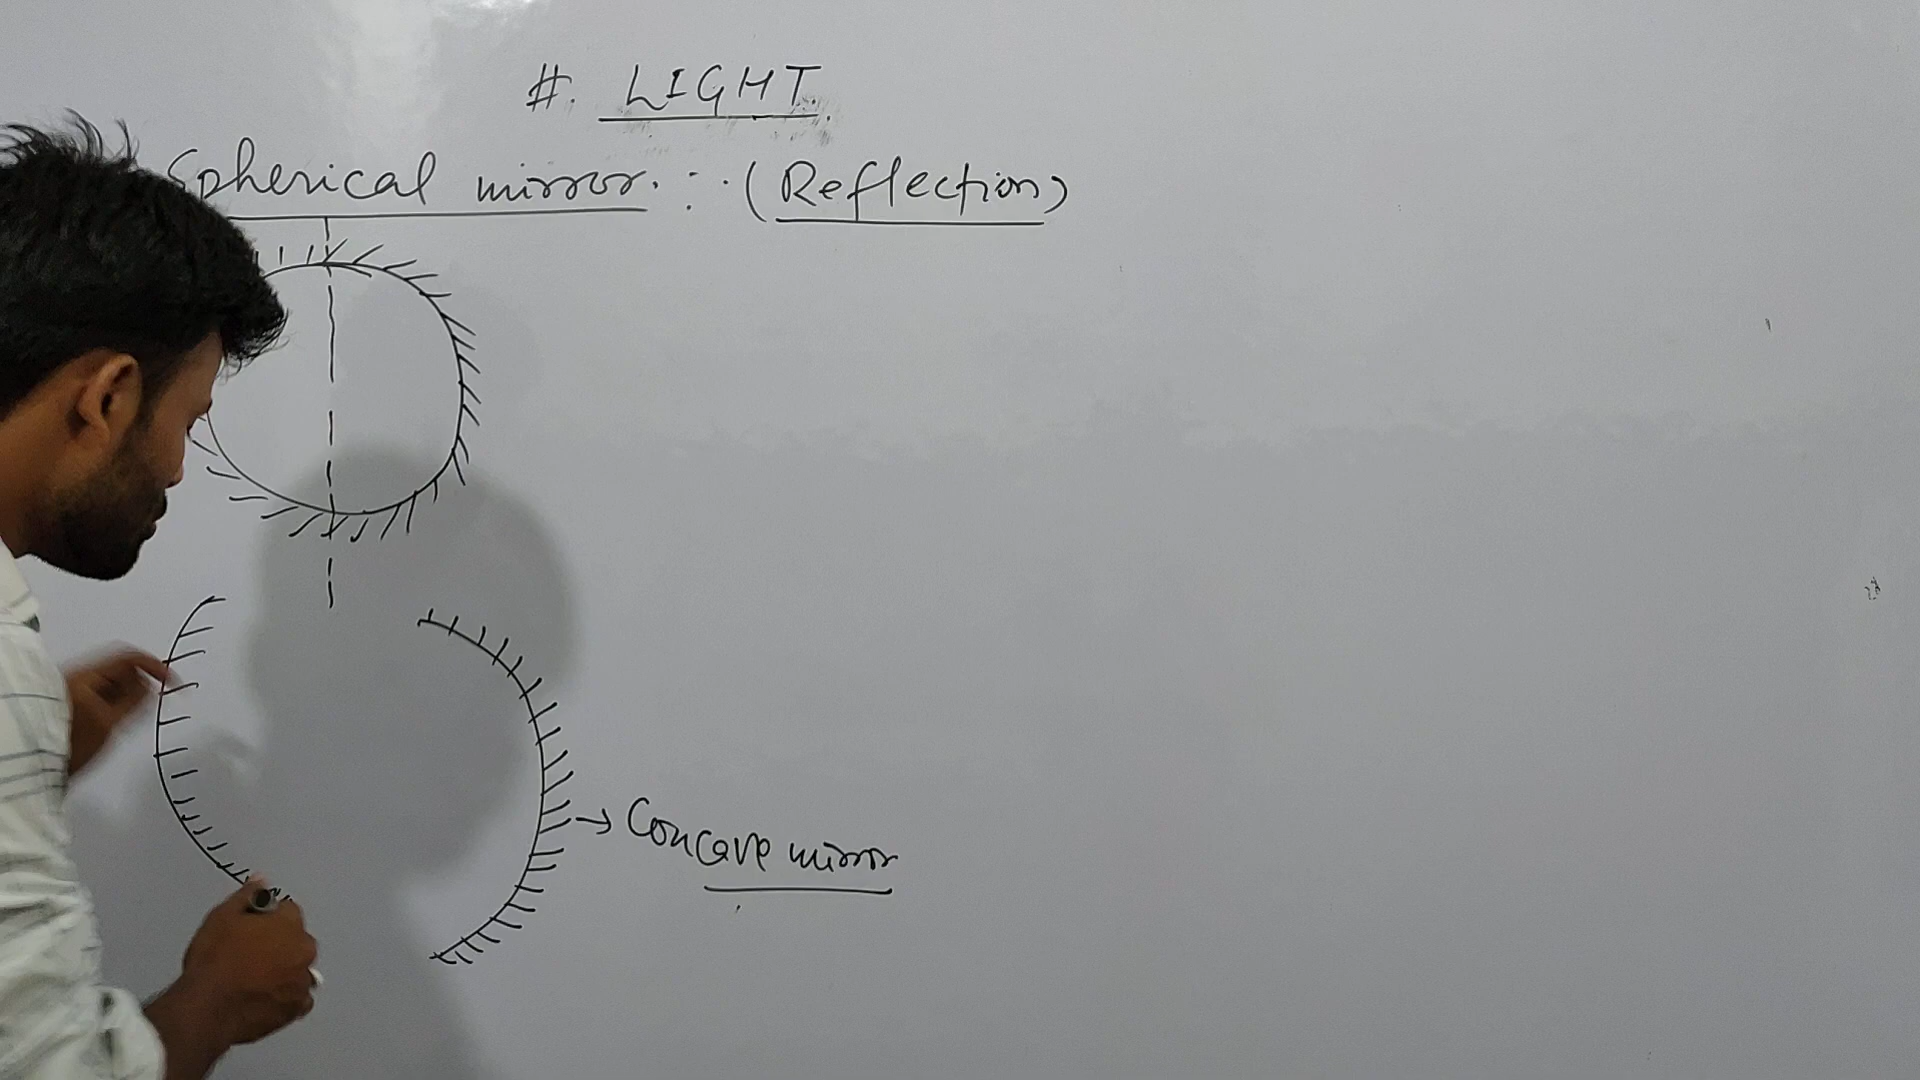 #. LIGHT.
Spherical mirror. : . (Reflection)
→ Concave mirror